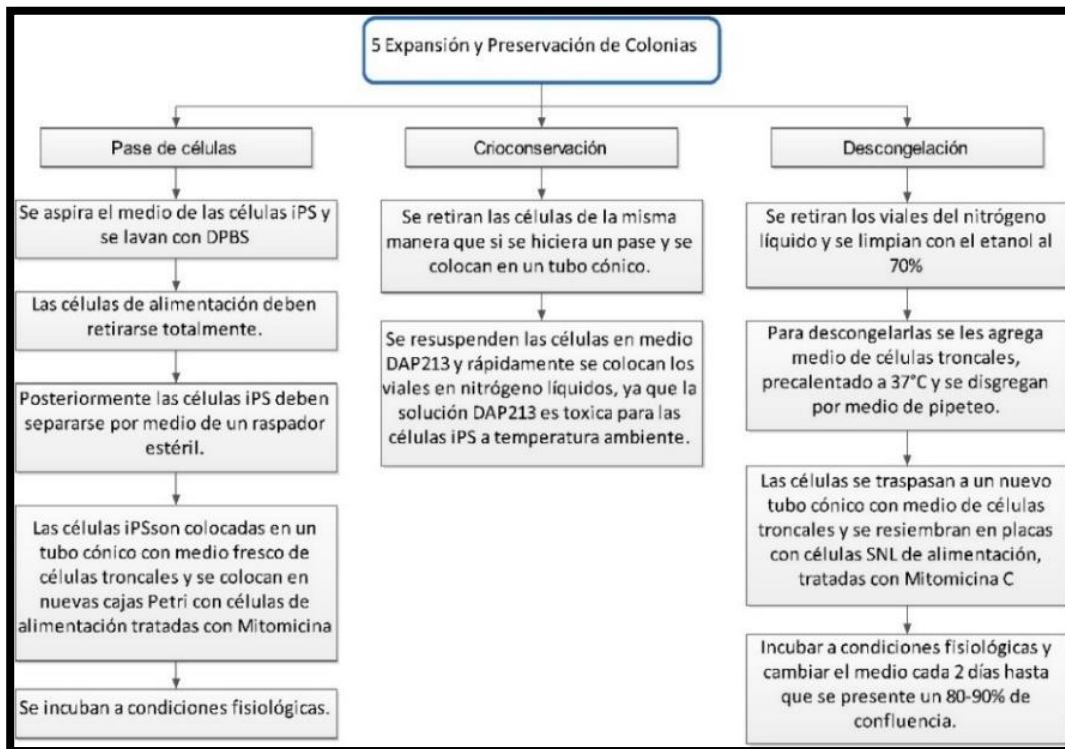 5 Expansión y Preservación de Colonias
Pase de células
Se aspira el medio de las células iPS y
se lavan con DPBS
Las células de alimentación deben
retirarse totalmente.
Posteriormente las células iPS deben
separarse por medio de un raspador
estéril.
Las células iPSson colocadas en un
tubo cónico con medio fresco de
células troncales y se colocan en
nuevas cajas Petri con células de
alimentación tratadas con Mitomicina
Se incuban a condiciones fisiológicas.
Crioconservación
Se retiran las células de la misma
manera que si se hiciera un pase y se
colocan en un tubo cónico.
Se resuspenden las células en medio
DAP213 y rápidamente se colocan los
viales en nitrógeno líquidos, ya que la
solución DAP213 es toxica para las
células iPS a temperatura ambiente.
Descongelación
Se retiran los viales del nitrógeno
líquido y se limpian con el etanol al
70%
Para descongelarlas se les agrega
medio de células troncales,
precalentado a 37°C y se disgregan
por medio de pipeteo.
Las células se traspasan a un nuevo
tubo cónico con medio de células
troncales y se resiembran en placas
con células SNL de alimentación,
tratadas con Mitomicina C
Incubar a condiciones fisiológicas y
cambiar el medio cada 2 días hasta
que se presente un 80-90% de
confluencia.